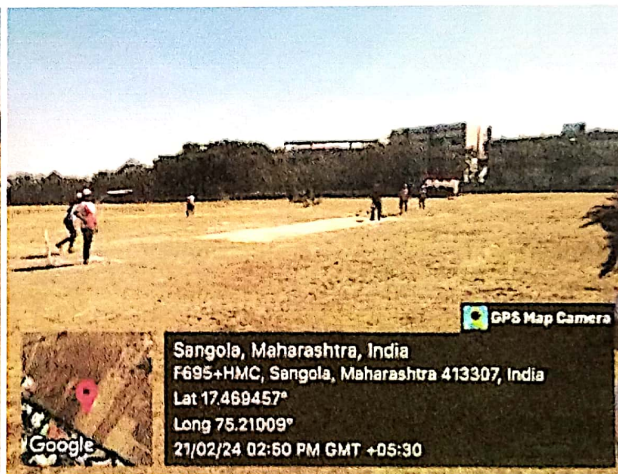 GPS Map Camera
Sangola, Maharashtra, India
F695+HMC, Sangola, Maharashtra 413307, India
Lat 17.469457°
Long 75.21009°
21/02/24 02:50 PM GMT +05:30
Google